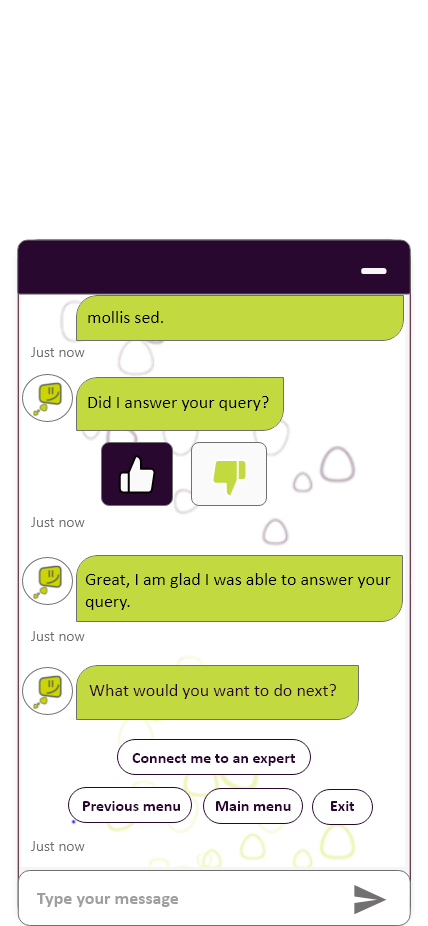 mollis sed.
Just now
Did I answer your query?
Just now
Great, I am glad I was able to answer your
query.
Just now
What would you want to do next?
Connect me to an expert
Previous menu
Main menu
Exit
Just now
Type your message